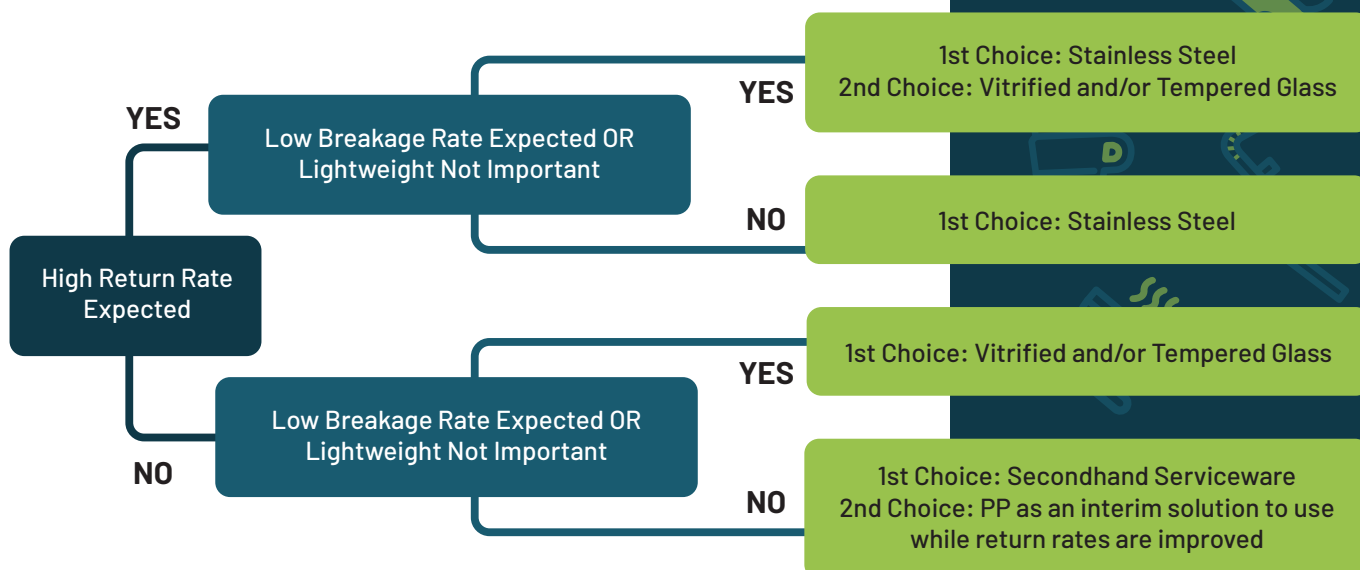 High Return Rate
Expected
YES
Low Breakage Rate Expected OR
Lightweight Not Important
YES
1st Choice: Stainless Steel
2nd Choice: Vitrified and/or Tempered Glass
NO
1st Choice: Stainless Steel
NO
Low Breakage Rate Expected OR
Lightweight Not Important
YES
1st Choice: Vitrified and/or Tempered Glass
NO
1st Choice: Secondhand Serviceware
2nd Choice: PP as an interim solution to use
while return rates are improved